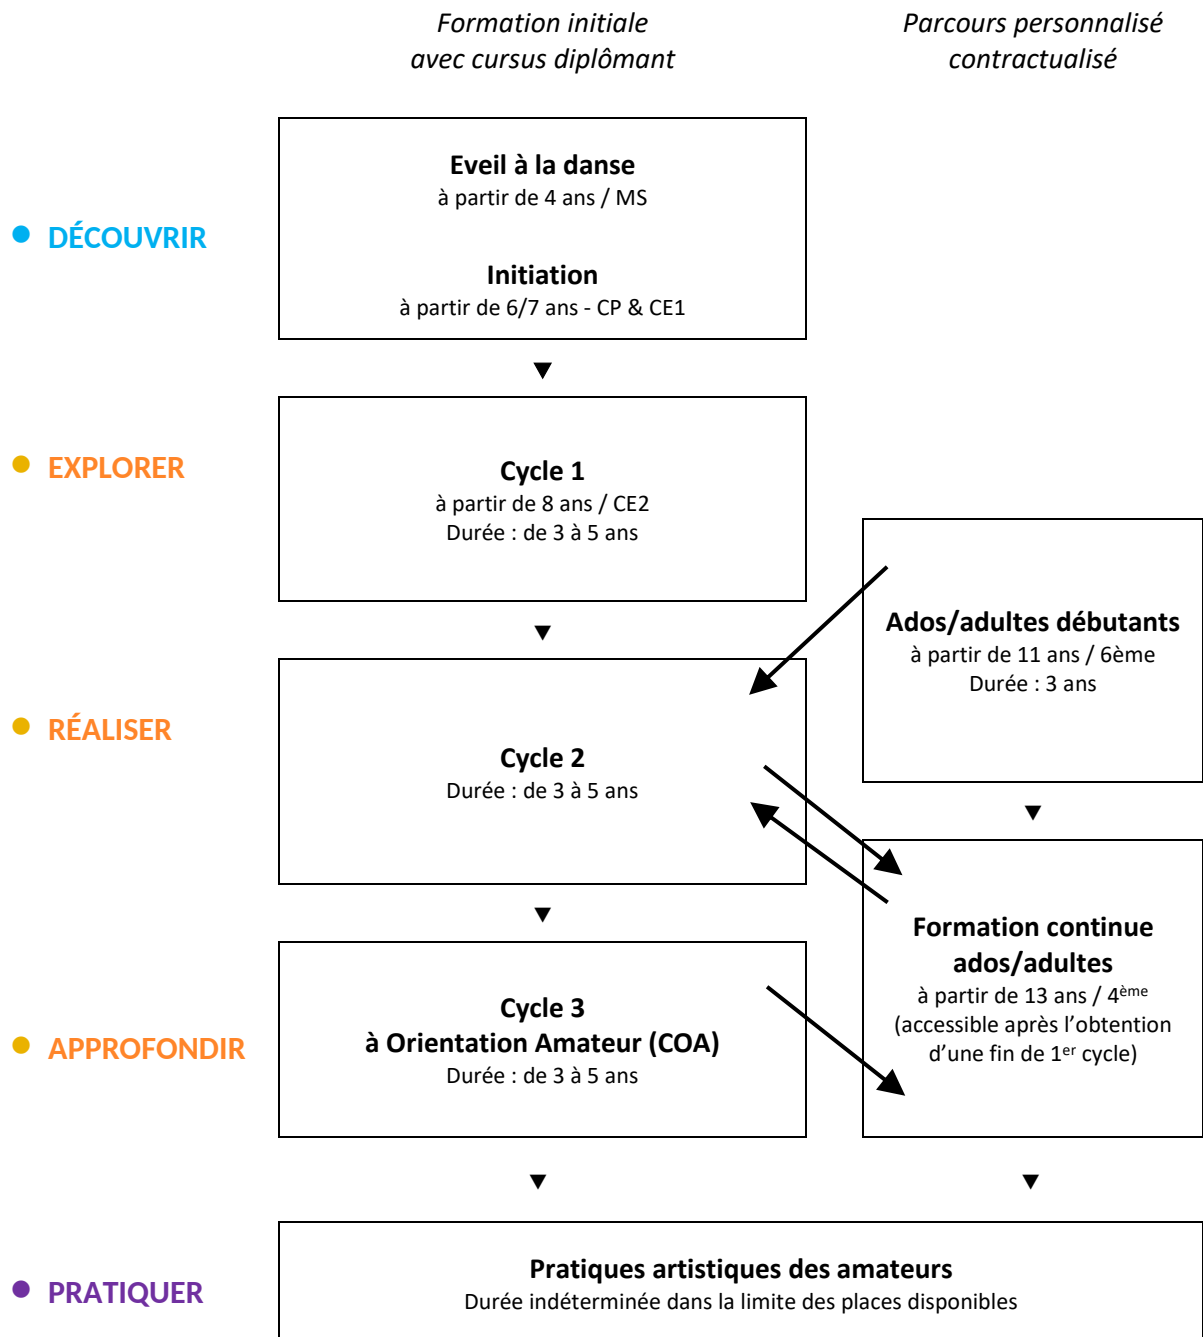 Formation initiale
avec cursus diplômant
Parcours personnalisé
contractualisé
Eveil à la danse
à partir de 4 ans / MS
DÉCOUVRIR
Initiation
à partir de 6/7 ans - CP & CE1
EXPLORER
Cycle 1
à partir de 8 ans / CE2
Durée : de 3 à 5 ans
Ados/adultes débutants
à partir de 11 ans / 6ème
Durée : 3 ans
RÉALISER
Cycle 2
Durée : de 3 à 5 ans
Formation continue
ados/adultes
à partir de 13 ans / 4ème
(accessible après l’obtention
d’une fin de 1er cycle)
APPROFONDIR
Cycle 3
à Orientation Amateur (COA)
Durée : de 3 à 5 ans
PRATIQUER
Pratiques artistiques des amateurs
Durée indéterminée dans la limite des places disponibles